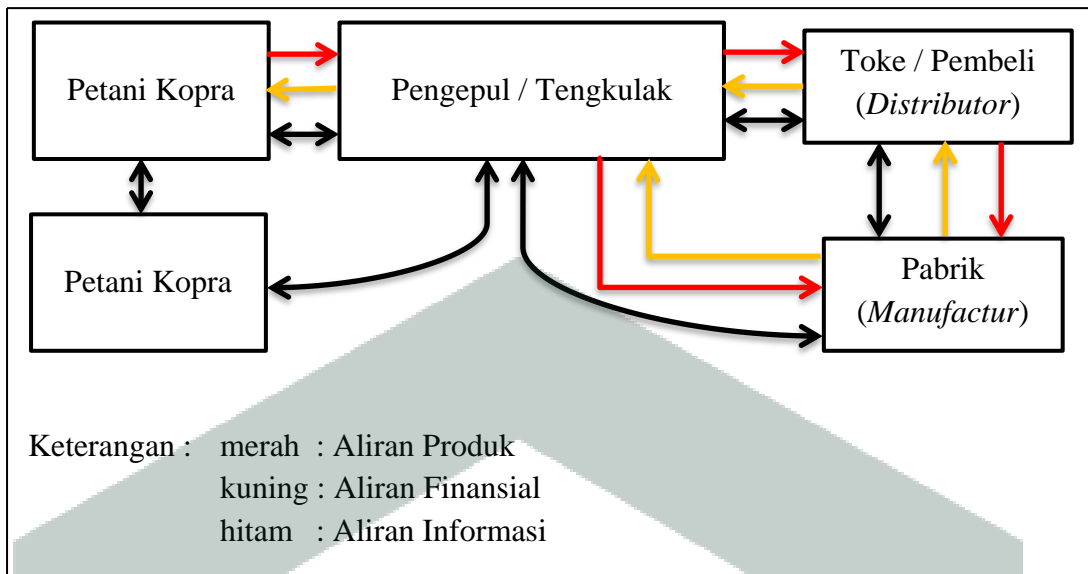 Petani Kopra
Pengepul / Tengkulak
Toke / Pembeli
(Distributor)
Petani Kopra
Pabrik
(Manufactur)
Keterangan : merah : Aliran Produk
kuning : Aliran Finansial
hitam : Aliran Informasi